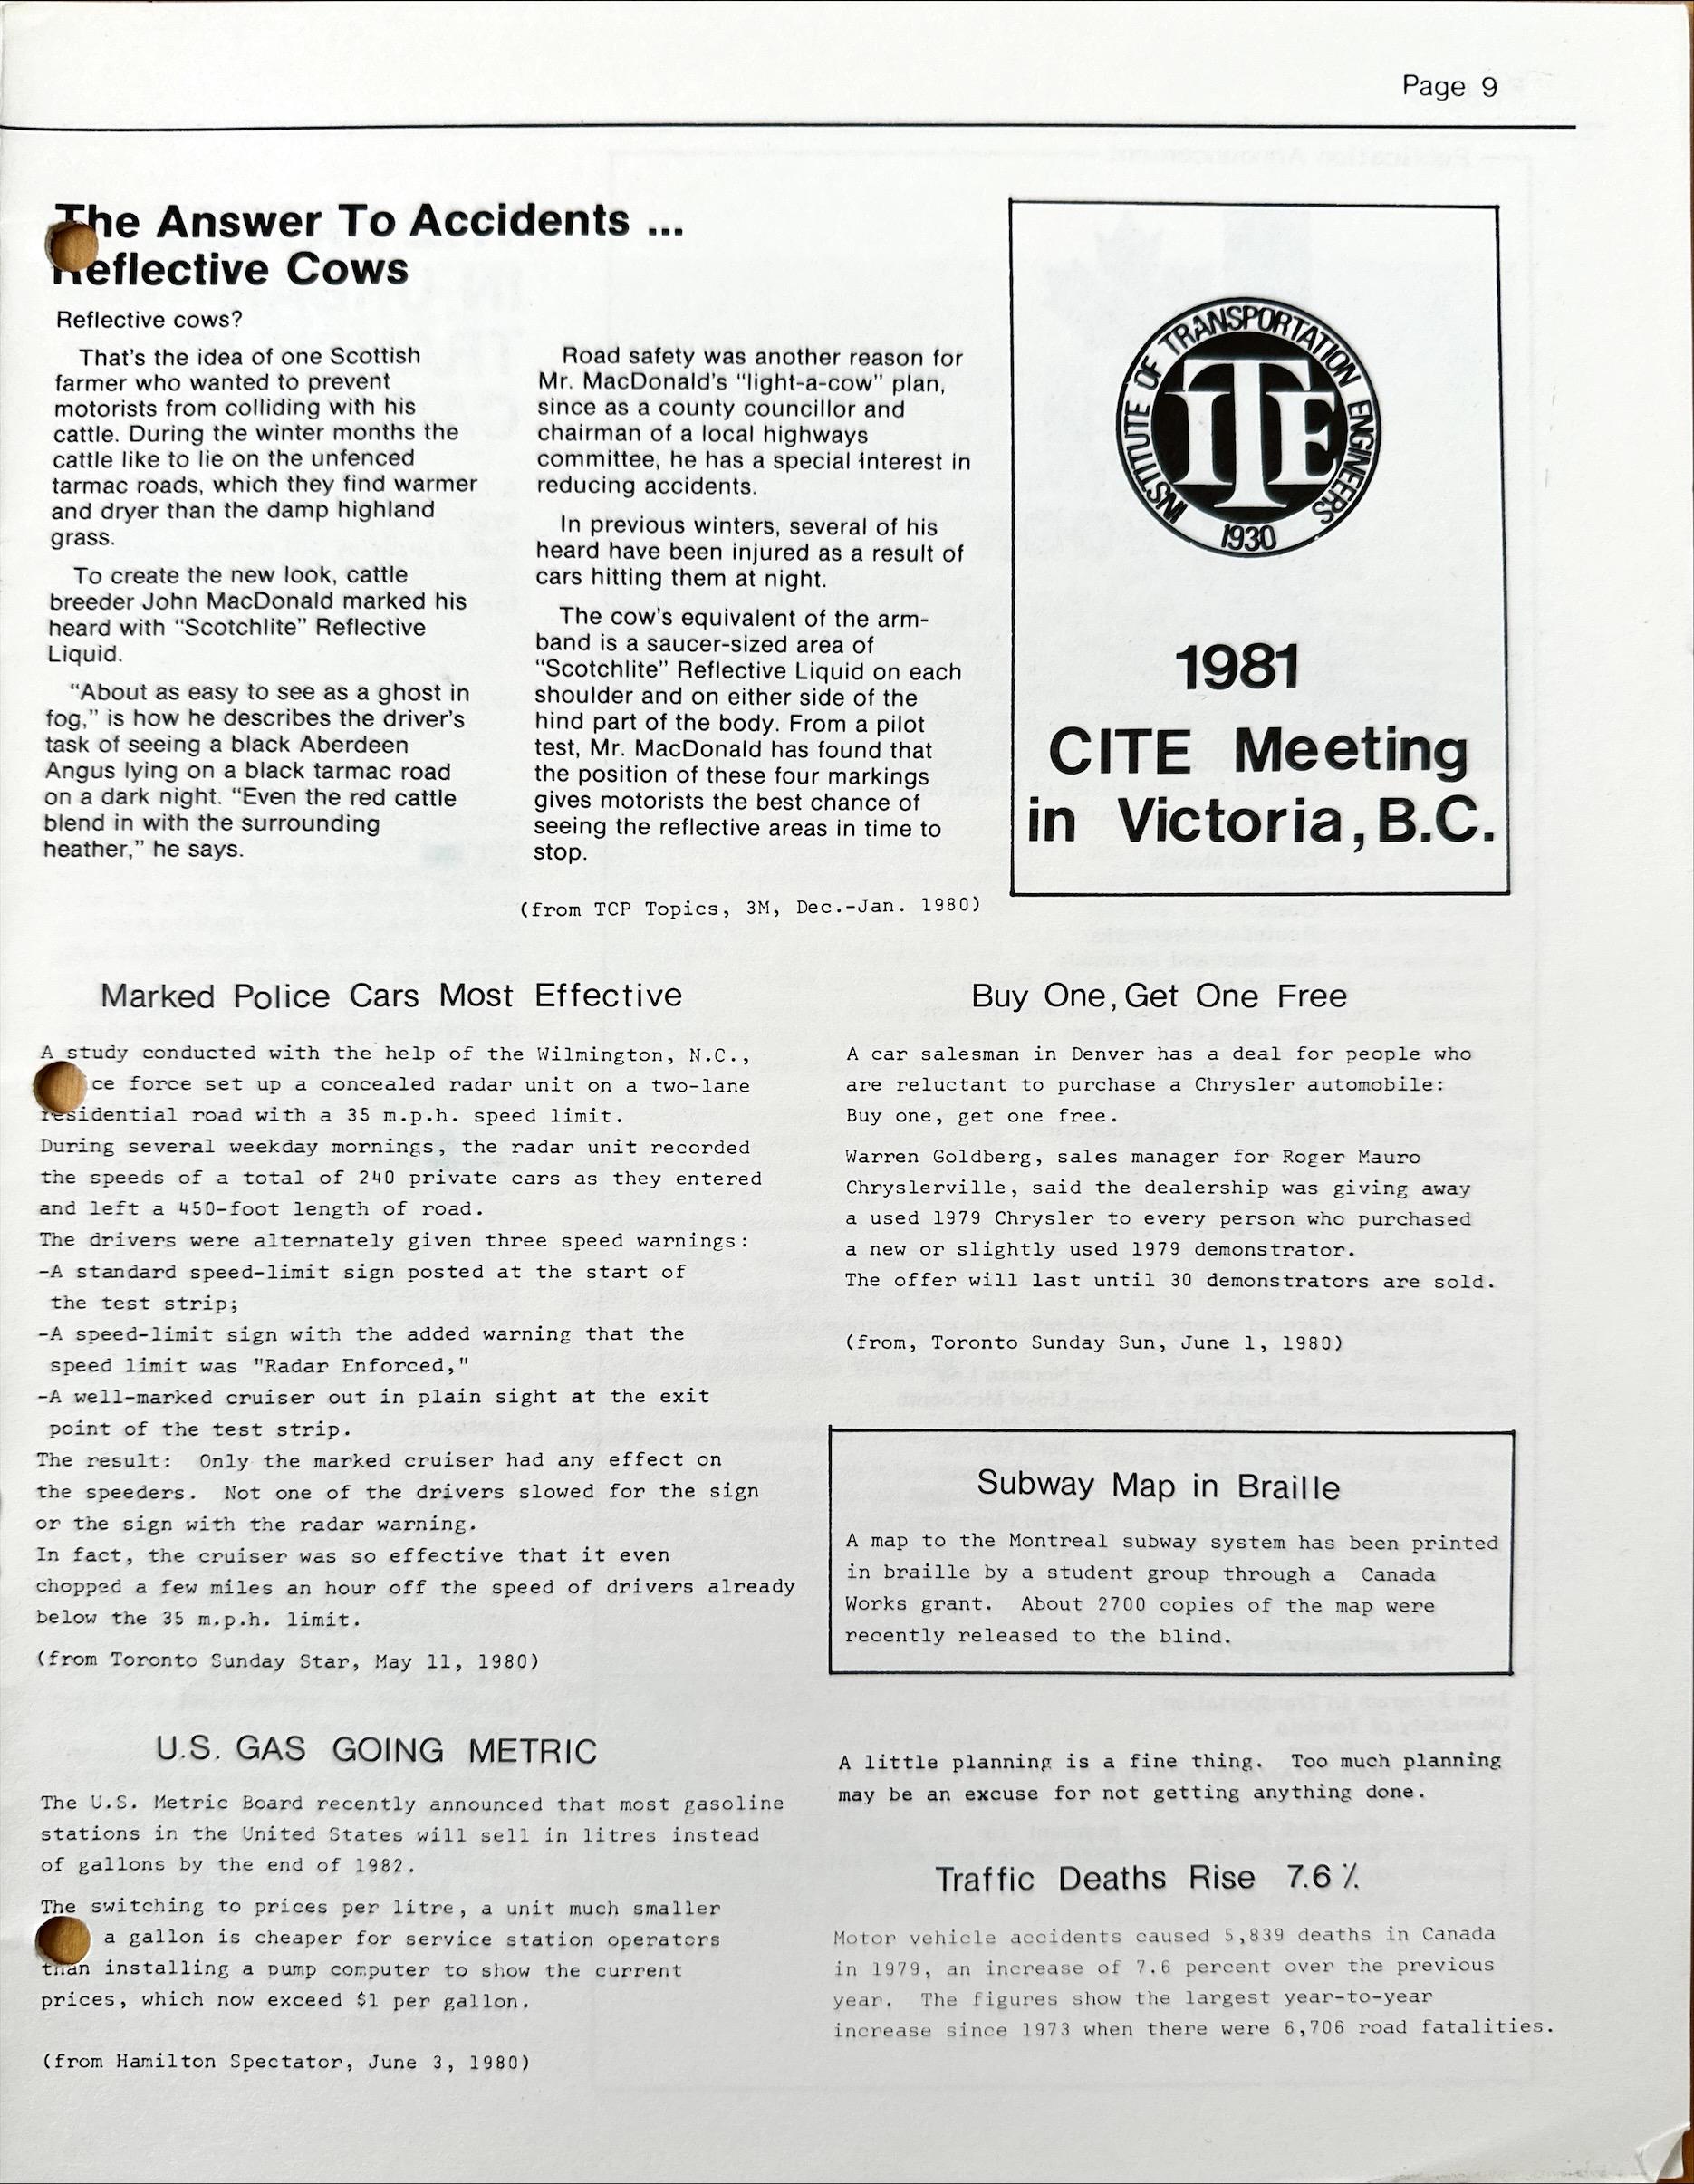 Page 9
The Answer To Accidents ...
Reflective Cows
Reflective cows?
That's the idea of one Scottish
farmer who wanted to prevent
motorists from colliding with his
cattle. During the winter months the
cattle like to lie on the unfenced
tarmac roads, which they find warmer
and dryer than the damp highland
grass.
To create the new look, cattle
breeder John MacDonald marked his
heard with “Scotchlite” Reflective
Liquid.
“About as easy to see as a ghost in
fog,” is how he describes the driver's
task of seeing a black Aberdeen
Angus lying on a black tarmac road
on a dark night. “Even the red cattle
blend in with the surrounding
heather,” he says.
Road safety was another reason for
Mr. MacDonald's “light-a-cow” plan,
since as a county councillor and
chairman of a local highways
committee, he has a special interest in
reducing accidents.
In previous winters, several of his
heard have been injured as a result of
cars hitting them at night.
The cow's equivalent of the arm-
band is a saucer-sized area of
“Scotchlite” Reflective Liquid on each
shoulder and on either side of the
hind part of the body. From a pilot
test, Mr. MacDonald has found that
the position of these four markings
gives motorists the best chance of
seeing the reflective areas in time to
stop.
(from TCP Topics, 3M, Dec.-Jan. 1980)
INSTITUTE OF TRANSPORTATION ENGINEERS
ITE
1930
1981
CITE Meeting
in Victoria, B.C.
Marked Police Cars Most Effective
A study conducted with the help of the Wilmington, N.C.,
ce force set up a concealed radar unit on a two-lane
residential road with a 35 m.p.h. speed limit.
During several weekday mornings, the radar unit recorded
the speeds of a total of 240 private cars as they entered
and left a 450-foot length of road.
The drivers were alternately given three speed warnings:
-A standard speed-limit sign posted at the start of
the test strip;
-A speed-limit sign with the added warning that the
speed limit was "Radar Enforced,"
-A well-marked cruiser out in plain sight at the exit
point of the test strip.
The result: Only the marked cruiser had any effect on
the speeders. Not one of the drivers slowed for the sign
or the sign with the radar warning.
In fact, the cruiser was so effective that it even
chopped a few miles an hour off the speed of drivers already
below the 35 m.p.h. limit.
(from Toronto Sunday Star, May 11, 1980)
Buy One, Get One Free
A car salesman in Denver has a deal for people who
are reluctant to purchase a Chrysler automobile:
Buy one, get one free.
Warren Goldberg, sales manager for Roger Mauro
Chryslerville, said the dealership was giving away
a used 1979 Chrysler to every person who purchased
a new or slightly used 1979 demonstrator.
The offer will last until 30 demonstrators are sold.
(from, Toronto Sunday Sun, June 1, 1980)
Subway Map in Braille
A map to the Montreal subway system has been printed
in braille by a student group through a Canada
Works grant. About 2700 copies of the map were
recently released to the blind.
U.S. GAS GOING METRIC
The U.S. Metric Board recently announced that most gasoline
stations in the United States will sell in litres instead
of gallons by the end of 1982.
The switching to prices per litre, a unit much smaller
a gallon is cheaper for service station operators
than installing a pump computer to show the current
prices, which now exceed $1 per gallon.
(from Hamilton Spectator, June 3, 1980)
A little planning is a fine thing. Too much planning
may be an excuse for not getting anything done.
Traffic Deaths Rise 7.6%
Motor vehicle accidents caused 5,839 deaths in Canada
in 1979, an increase of 7.6 percent over the previous
year. The figures show the largest year-to-year
increase since 1973 when there were 6,706 road fatalities.